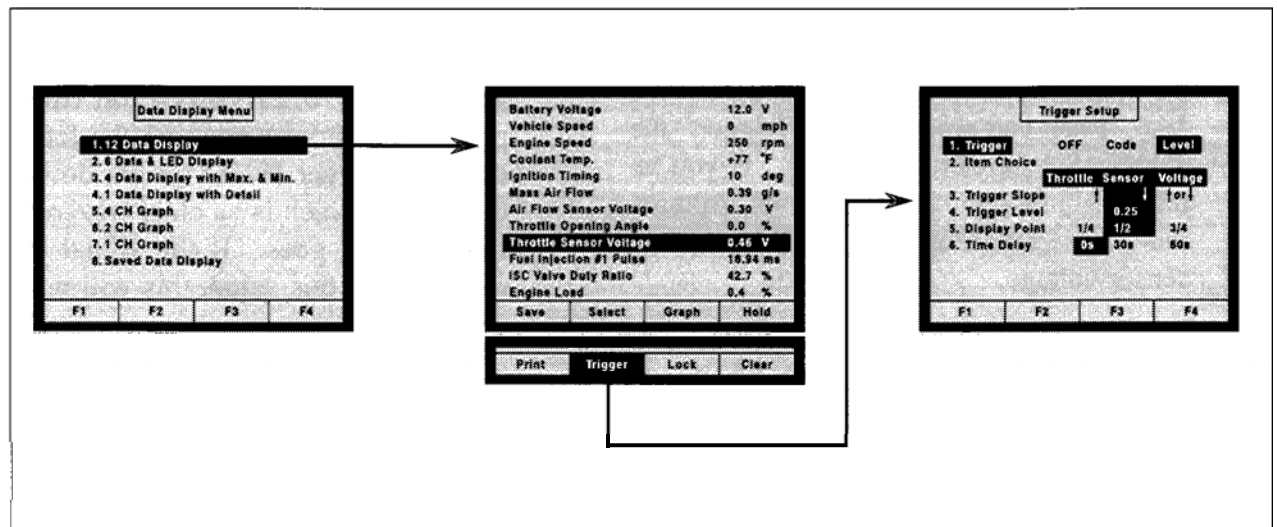 Data Display Menu
1. 12 Data Display
2. 6 Data & LED Display
3. 4 Data Display with Max. & Min.
4. 1 Data Display with Detail
5. 4 CH Graph
6. 2 CH Graph
7. 1 CH Graph
8. Saved Data Display
F1 F2 F3 F4
Battery Voltage 12.0 V
Vehicle Speed 0 mph
Engine Speed 250 rpm
Coolant Temp. +77 °F
Ignition Timing 10 deg
Mass Air Flow 0.39 g/s
Air Flow Sensor Voltage 0.30 V
Throttle Opening Angle 0.0 %
Throttle Sensor Voltage 0.46 V
Fuel Injection #1 Pulse 18.94 ms
ISC Valve Duty Ratio 42.7 %
Engine Load 0.4 %
Save Select Graph Hold
Print Trigger Lock Clear
Trigger Setup
1. Trigger OFF Code Level
2. Item Choice
Throttle Sensor Voltage
3. Trigger Slope ↑ ↓ ↑or↓
4. Trigger Level 0.25
5. Display Point 1/4 1/2 3/4
6. Time Delay 0s 30s 60s
F1 F2 F3 F4